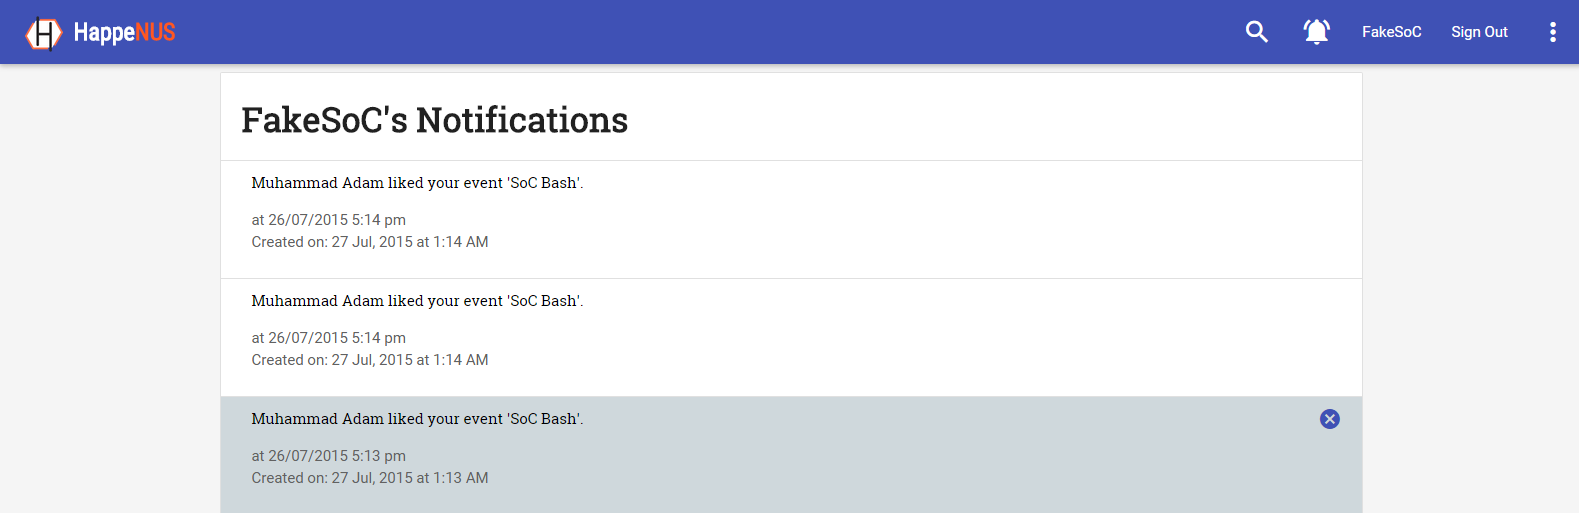 HappeNUS
FakeSoC
Sign Out
FakeSoC's Notifications
Muhammad Adam liked your event 'SoC Bash'.
at 26/07/2015 5:14 pm
Created on: 27 Jul, 2015 at 1:14 AM
Muhammad Adam liked your event 'SoC Bash'.
at 26/07/2015 5:14 pm
Created on: 27 Jul, 2015 at 1:14 AM
Muhammad Adam liked your event 'SoC Bash'.
at 26/07/2015 5:13 pm
Created on: 27 Jul, 2015 at 1:13 AM